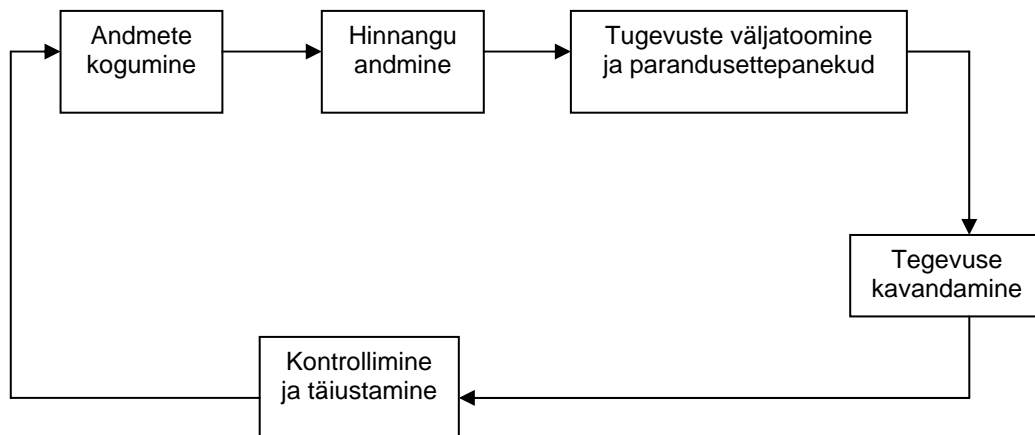 Andmete
kogumine
Hinnangu
andmine
Tugevuste väljatoomine
ja parandusettepanekud
Tegevuse
kavandamine
Kontrollimine
ja täiustamine